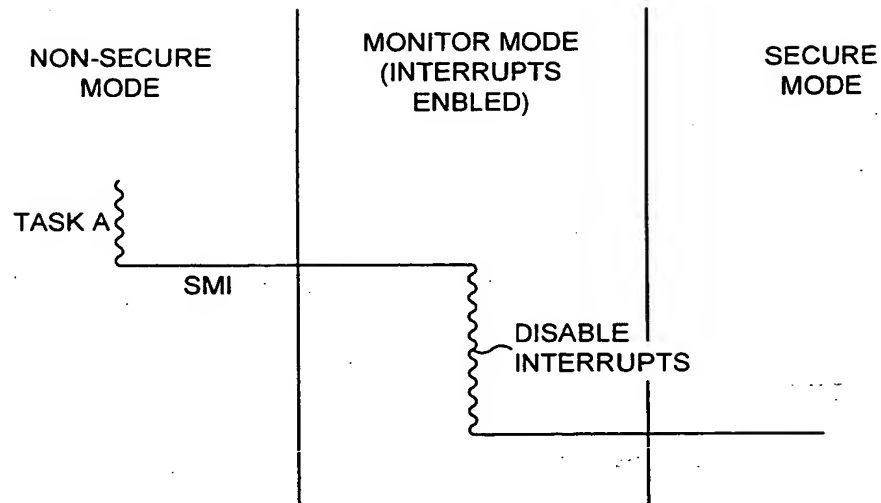 NON-SECURE
MODE
MONITOR MODE
(INTERRUPTS
ENBLED)
SECURE
MODE
TASK A
SMI
DISABLE
INTERRUPTS